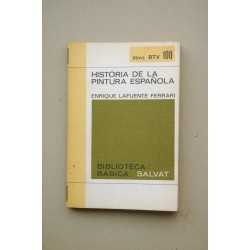 libro RTV 100
HISTORIA DE LA
PINTURA ESPAÑOLA
ENRIQUE LAFUENTE FERRARI
BIBLIOTECA
BASICA SALVAT